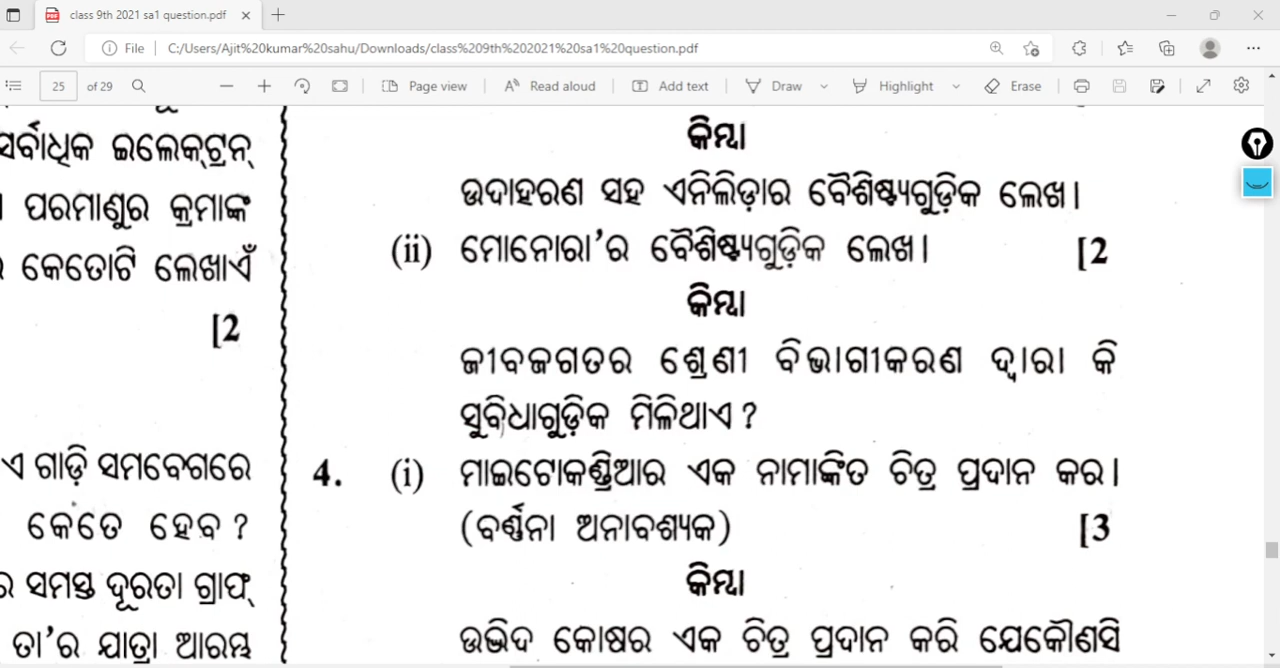 class 9th 2021 sa1 question.pdf
File C:/Users/Ajit%20kumar%20sahu/Downloads/class%209th%202021%20sa1%20question.pdf
25 of 29 Page view Read aloud Add text Draw Highlight Erase
ସର୍ବାଧିକ ଇଲେକ୍‌ଟ୍ରନ୍
ପରମାଣୁର କ୍ରମାଙ୍କ
କେତୋଟି ଲେଖାଏଁ
[2
ଏ ଗାଡ଼ି ସମବେଗରେ
କେତେ ହେବ ?
ର ସମସ୍ତ ଦୂରତା ଗ୍ରାଫ୍
ତା'ର ଯାତ୍ରା ଆରମ୍ଭ
କିମ୍ବା
ଉଦାହରଣ ସହ ଏନିଲିଡ଼ାର ବୈଶିଷ୍ଟ୍ୟଗୁଡ଼ିକ ଲେଖ।
(ii) ମୋନୋରା'ର ବୈଶିଷ୍ଟ୍ୟଗୁଡ଼ିକ ଲେଖ। [2
କିମ୍ବା
ଜୀବଜଗତର ଶ୍ରେଣୀ ବିଭାଗୀକରଣ ଦ୍ୱାରା କି
ସୁବିଧାଗୁଡ଼ିକ ମିଳିଥାଏ ?
4. (i) ମାଇଟୋକଣ୍ଡ୍ରିଆର ଏକ ନାମାଙ୍କିତ ଚିତ୍ର ପ୍ରଦାନ କର।
(ବର୍ଣ୍ଣନା ଅନାବଶ୍ୟକ) [3
କିମ୍ବା
ଉଦ୍ଭିଦ କୋଷର ଏକ ଚିତ୍ର ପ୍ରଦାନ କରି ଯେକୌଣସି